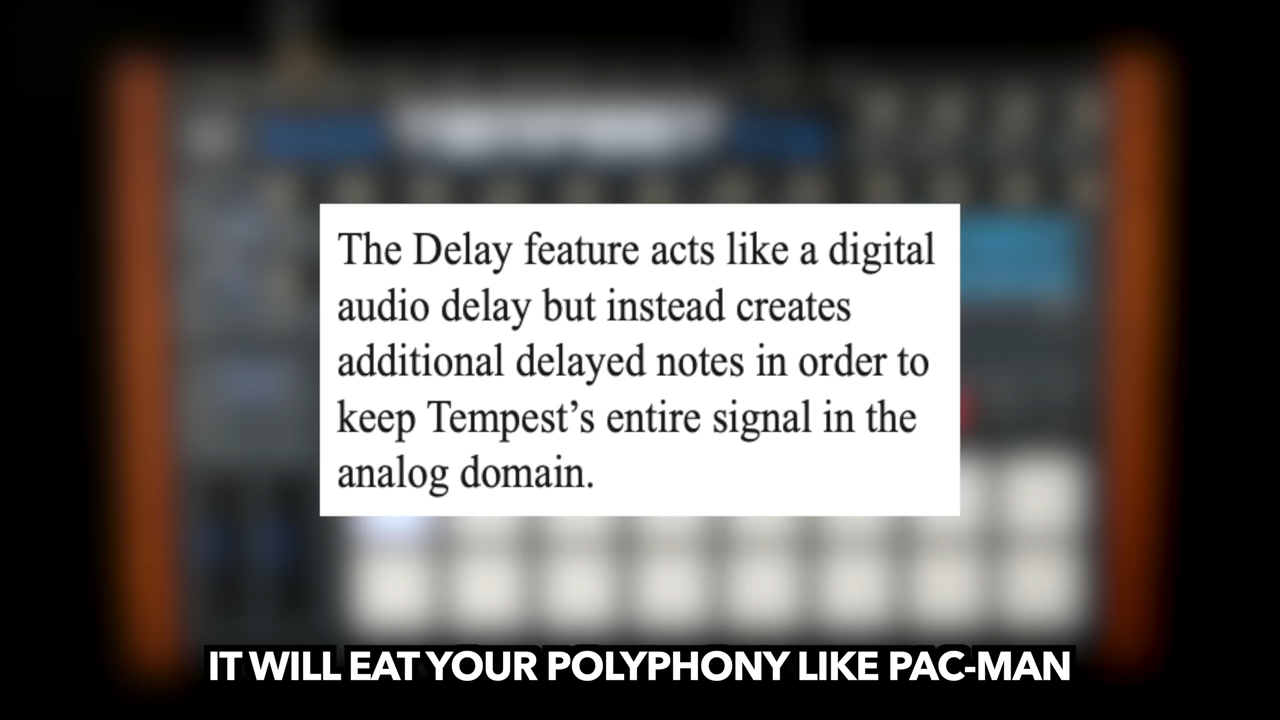 The Delay feature acts like a digital
audio delay but instead creates
additional delayed notes in order to
keep Tempest’s entire signal in the
analog domain.
IT WILL EAT YOUR POLYPHONY LIKE PAC-MAN